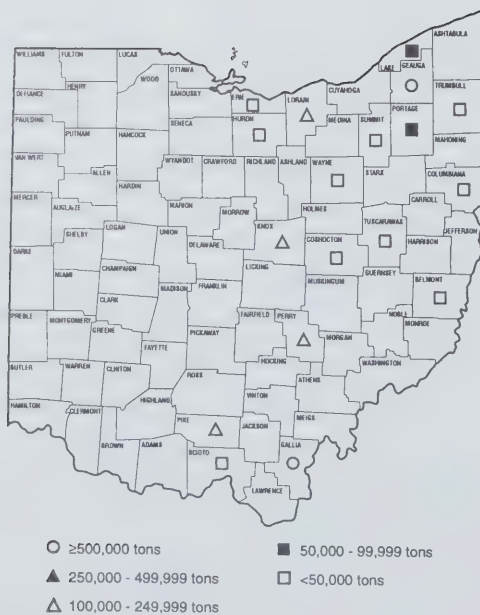 ASHTABULA
WILLIAMS FULTON LUCAS
OTTAWA
LAKE GEAUGA
WOOD
CUYAHOGA
TRUMBULL
DEFIANCE HENRY SANDUSKY ERIE LORAIN
HURON MEDINA SUMMIT PORTAGE
PAULDING SENECA
PUTNAM HANCOCK MAHONING
VAN WERT WYANDOT CRAWFORD RICHLAND ASHLAND WAYNE STARK
ALLEN COLUMBIANA
HARDIN
MERCER CARROLL
AUGLAIZE MARION HOLMES
MORROW TUSCARAWAS
SHELBY LOGAN UNION KNOX JEFFERSON
DELAWARE COSHOCTON HARRISON
DARKE
LICKING
MIAMI CHAMPAIGN GUERNSEY BELMONT
MADISON FRANKLIN MUSKINGUM
CLARK
PREBLE FAIRFIELD PERRY NOBLE
MONTGOMERY MONROE
GREENE PICKAWAY MORGAN
FAYETTE WASHINGTON
HOCKING
BUTLER WARREN CLINTON ROSS
ATHENS
VINTON
HAMILTON HIGHLAND
CLERMONT PIKE MEIGS
JACKSON
BROWN ADAMS SCIOTO GALLIA
LAWRENCE
≥500,000 tons
250,000 - 499,999 tons
100,000 - 249,999 tons
50,000 - 99,999 tons
<50,000 tons